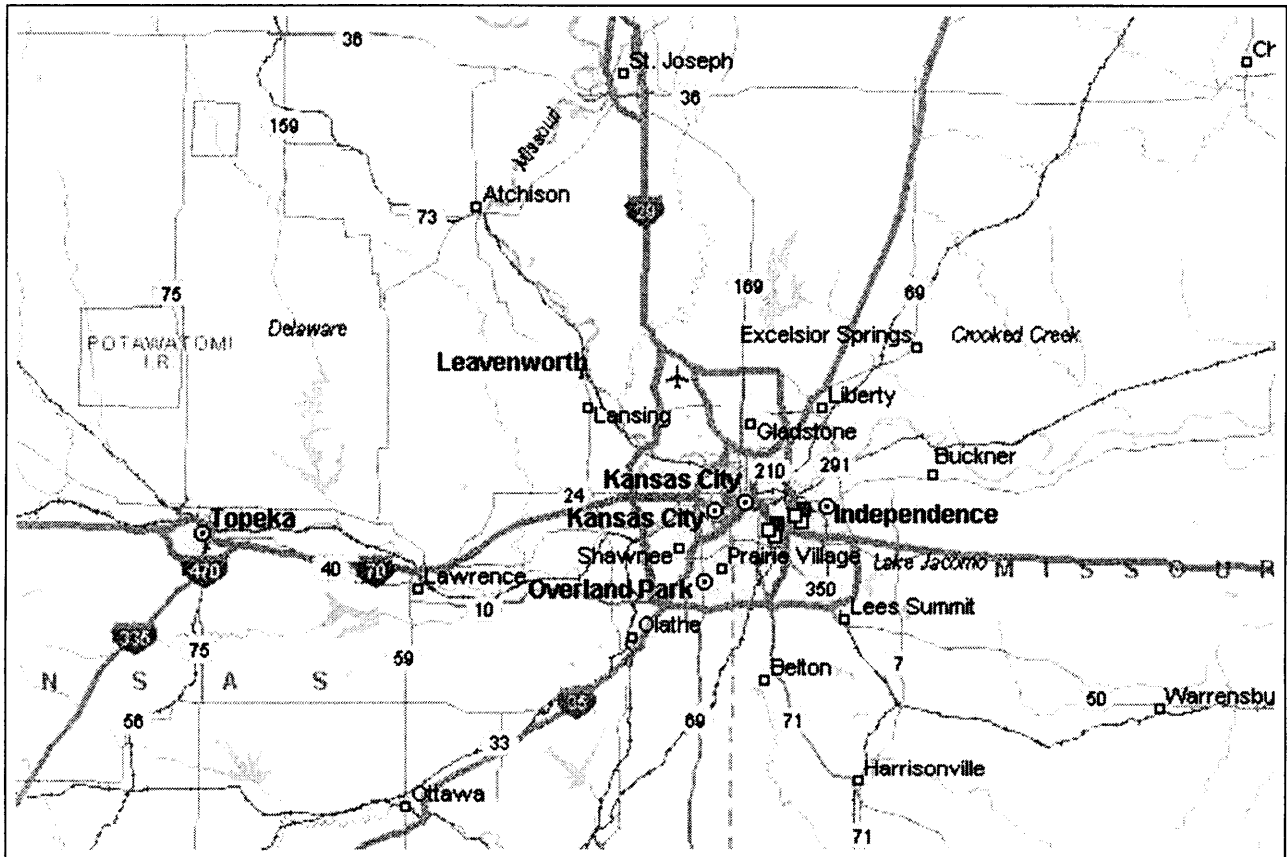 36
St. Joseph
Ch
36
159
Missouri
Atchison
73
29
75
169
69
Delaware
Excelsior Springs
Crooked Creek
POTAWATOMI
I.R.
Leavenworth
Lansing
Liberty
Gladstone
Buckner
210
291
Kansas City
24
Kansas City
Independence
Topeka
Shawnee
Prairie Village
Lake Jacomo
M I S S O U R
470
40
70
Lawrence
Overland Park
350
10
Lees Summit
Olathe
335
75
59
7
N S A S
Belton
35
50
Warrensbu
56
33
69
71
Harrisonville
Ottawa
71